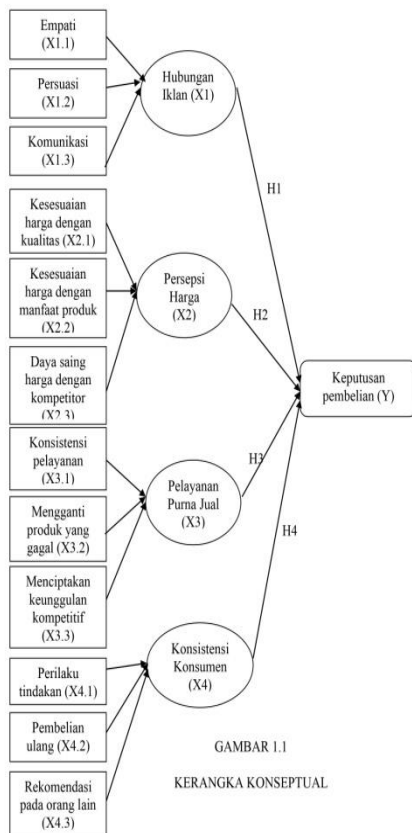 Empati
(X1.1)
Persuasi
(X1.2)
Komunikasi
(X1.3)
Hubungan
Iklan (X1)
H1
Kesesuaian
harga dengan
kualitas (X2.1)
Kesesuaian
harga dengan
manfaat produk
(X2.2)
Daya saing
harga dengan
kompetitor
(X2.3)
Persepsi
Harga
(X2)
H2
Keputusan
pembelian (Y)
Konsistensi
pelayanan
(X3.1)
Mengganti
produk yang
gagal (X3.2)
Menciptakan
keunggulan
kompetitif
(X3.3)
Pelayanan
Purna Jual
(X3)
H3
H4
Perilaku
tindakan (X4.1)
Pembelian
ulang (X4.2)
Rekomendasi
pada orang lain
(X4.3)
Konsistensi
Konsumen
(X4)
GAMBAR 1.1
KERANGKA KONSEPTUAL